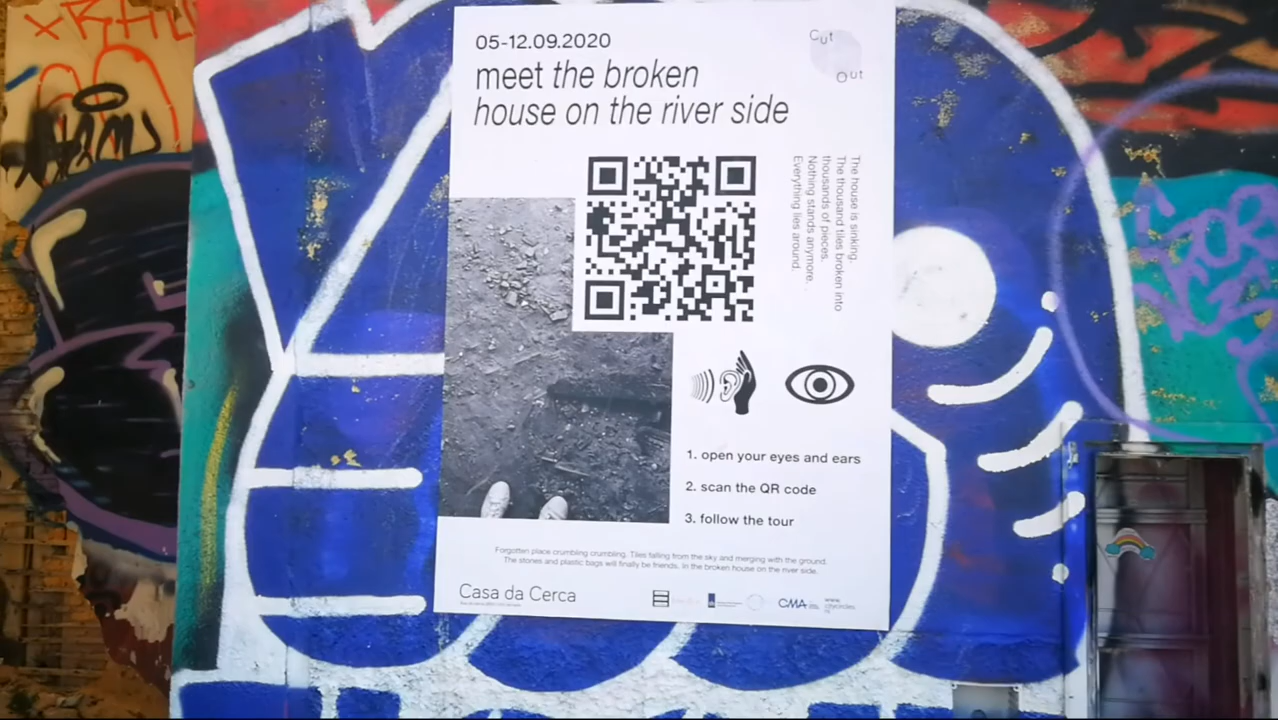 05-12.09.2020
Cut
Out
meet the broken
house on the river side
The house is sinking.
The thousand tiles broken into
thousands of pieces.
Nothing stands anymore.
Everything lies around.
1. open your eyes and ears
2. scan the QR code
3. follow the tour
Forgotten place crumbling crumbling. Tiles falling from the sky and merging with the ground.
The stones and plastic bags will finally be friends. In the broken house on the river side.
Casa da Cerca
CMA